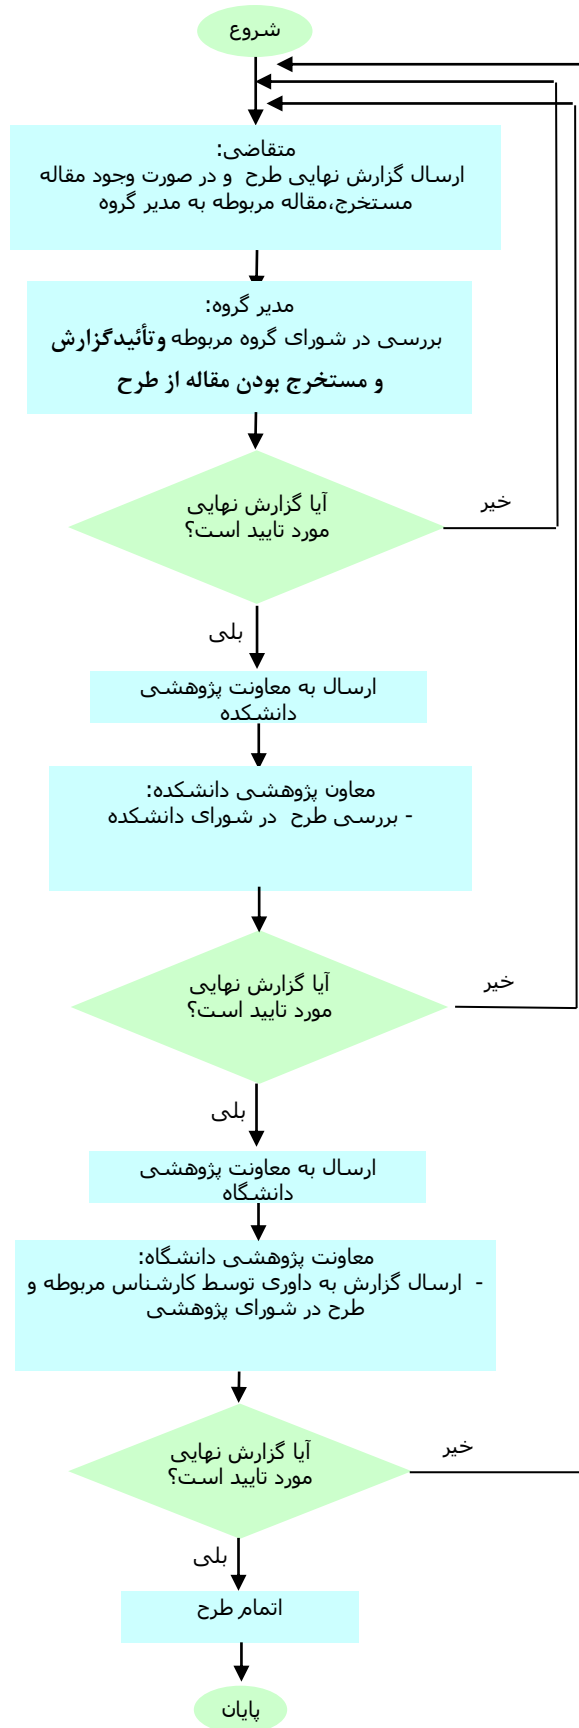 شروع
متقاضی:
ارسال گزارش نهایی طرح و در صورت وجود مقاله
مستخرج،مقاله مربوطه به مدیر گروه
مدیر گروه:
بررسی در شورای گروه مربوطه وتأئیدگزارش
و مستخرج بودن مقاله از طرح
آیا گزارش نهایی
مورد تایید است؟
خیر
بلی
ارسال به معاونت پژوهشی
دانشکده
معاون پژوهشی دانشکده:
- بررسی طرح در شورای دانشکده
آیا گزارش نهایی
مورد تایید است؟
خیر
بلی
ارسال به معاونت پژوهشی
دانشگاه
معاونت پژوهشی دانشگاه:
- ارسال گزارش به داوری توسط کارشناس مربوطه و
طرح در شورای پژوهشی
آیا گزارش نهایی
مورد تایید است؟
خیر
بلی
اتمام طرح
پایان